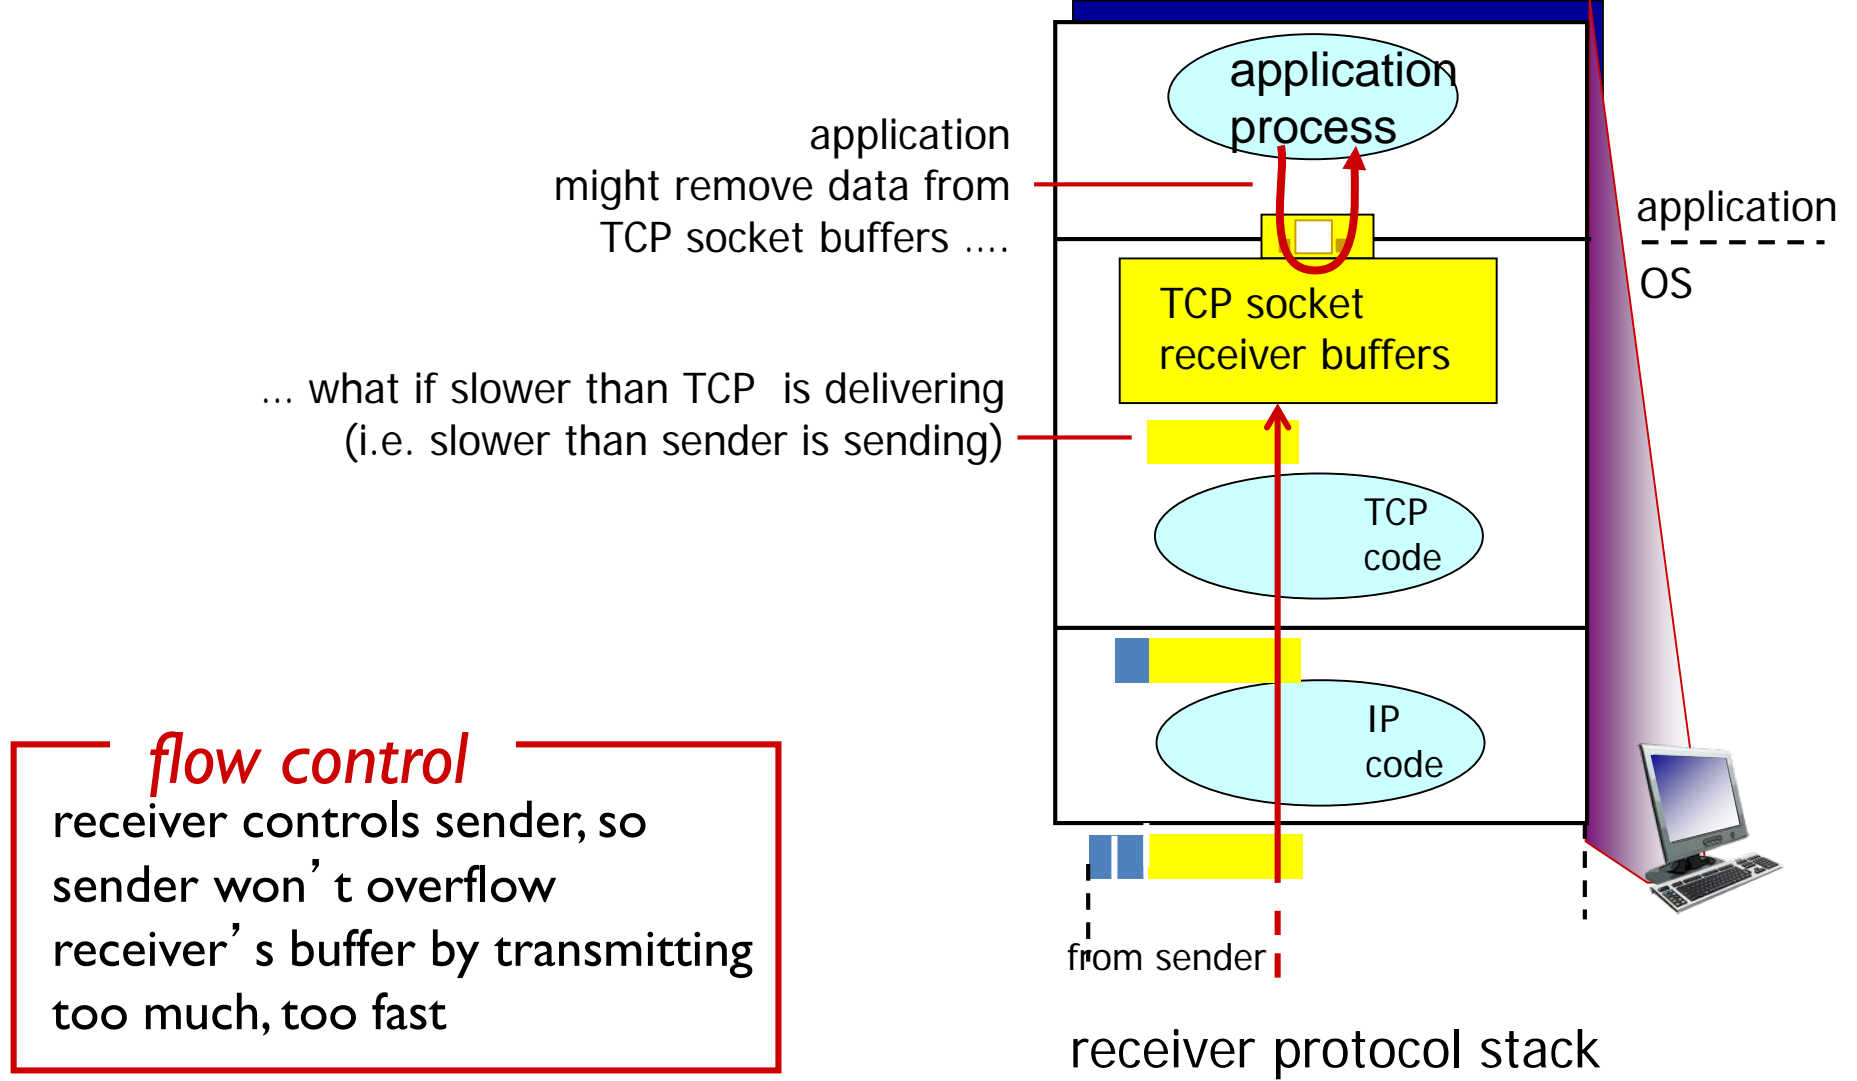 application
process
application
might remove data from
TCP socket buffers ....
application
OS
TCP socket
receiver buffers
... what if slower than TCP is delivering
(i.e. slower than sender is sending)
TCP
code
IP
code
flow control
receiver controls sender, so
sender won’ t overflow
receiver’ s buffer by transmitting
too much, too fast
from sender
receiver protocol stack